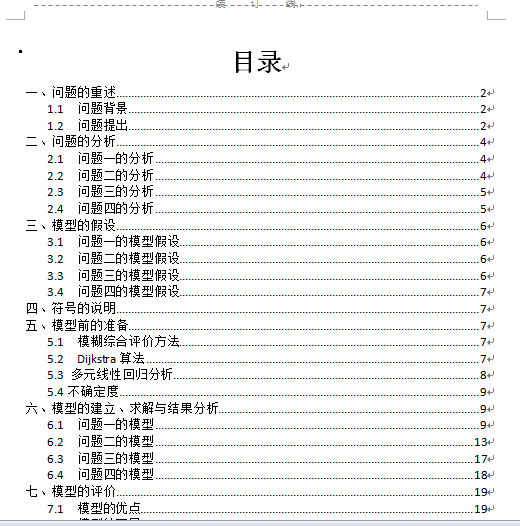 目录
一、问题的重述2
1.1 问题背景2
1.2 问题提出2
二、问题的分析4
2.1 问题一的分析4
2.2 问题二的分析4
2.3 问题三的分析5
2.4 问题四的分析5
三、模型的假设6
3.1 问题一的模型假设6
3.2 问题二的模型假设6
3.3 问题三的模型假设6
3.4 问题四的模型假设7
四、符号的说明7
五、模型前的准备7
5.1 模糊综合评价方法7
5.2 Dijkstra 算法7
5.3 多元线性回归分析8
5.4 不确定度9
六、模型的建立、求解与结果分析9
6.1 问题一的模型9
6.2 问题二的模型13
6.3 问题三的模型17
6.4 问题四的模型18
七、模型的评价19
7.1 模型的优点19